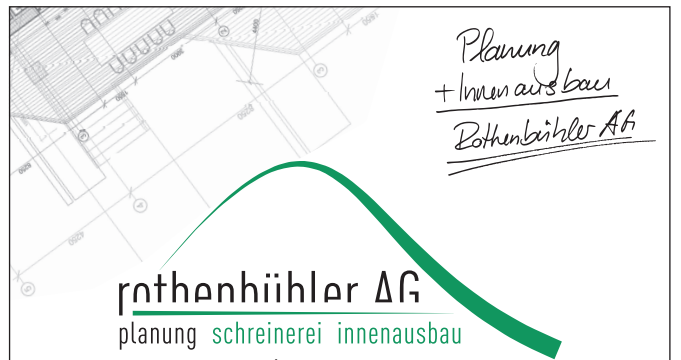 Planung
+ Innenausbau
Rothenbühler AG
rothenbühler AG
planung schreinerei innenausbau